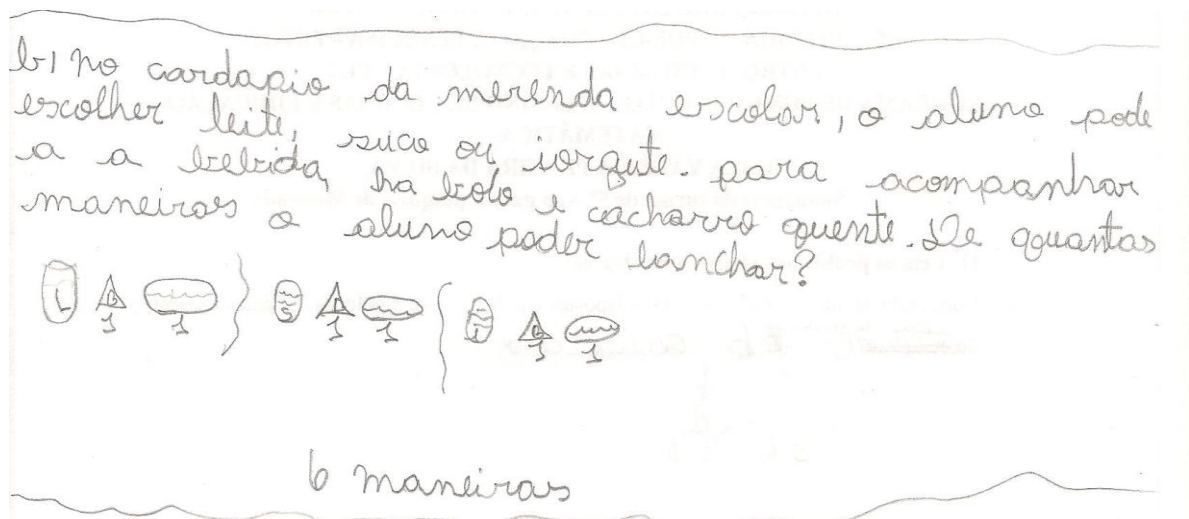 b) no cardapio da merenda escolar, o aluno pode
escolher leite, suco ou iorgute. para acompanhar
a a bebida, ha bolo e cachorro quente. De qquantas
maneiras o aluno poder lanchar?
L B 1 1 S B 1 1 I B 1 1
6 maneiras